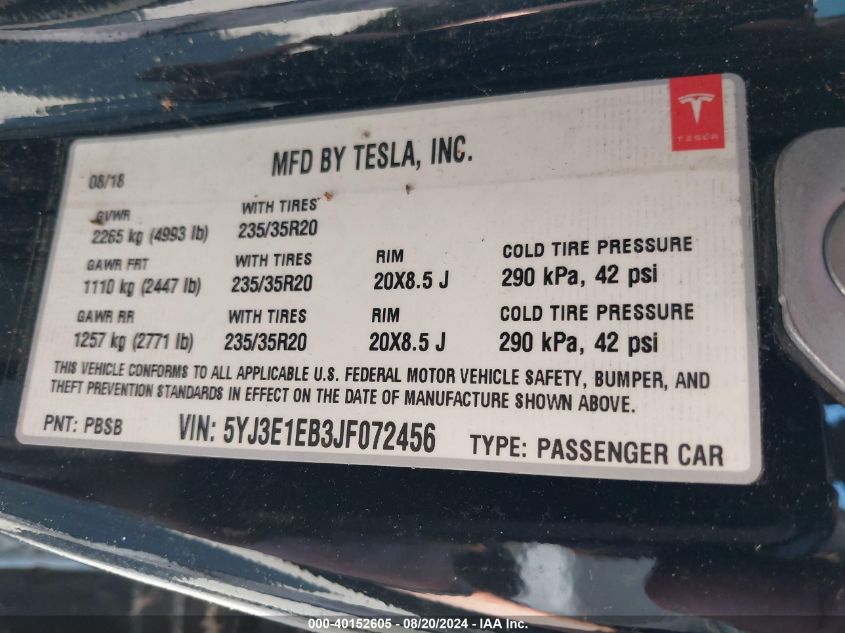 TESLA
MFD BY TESLA, INC.
08/18
GVWR WITH TIRES
2265 kg (4993 lb) 235/35R20
GAWR FRT WITH TIRES RIM COLD TIRE PRESSURE
1110 kg (2447 lb) 235/35R20 20X8.5 J 290 kPa, 42 psi
GAWR RR WITH TIRES RIM COLD TIRE PRESSURE
1257 kg (2771 lb) 235/35R20 20X8.5 J 290 kPa, 42 psi
THIS VEHICLE CONFORMS TO ALL APPLICABLE U.S. FEDERAL MOTOR VEHICLE SAFETY, BUMPER, AND
THEFT PREVENTION STANDARDS IN EFFECT ON THE DATE OF MANUFACTURE SHOWN ABOVE.
PNT: PBSB VIN: 5YJ3E1EB3JF072456 TYPE: PASSENGER CAR
000-40152605 - 08/20/2024 - IAAI, Inc.